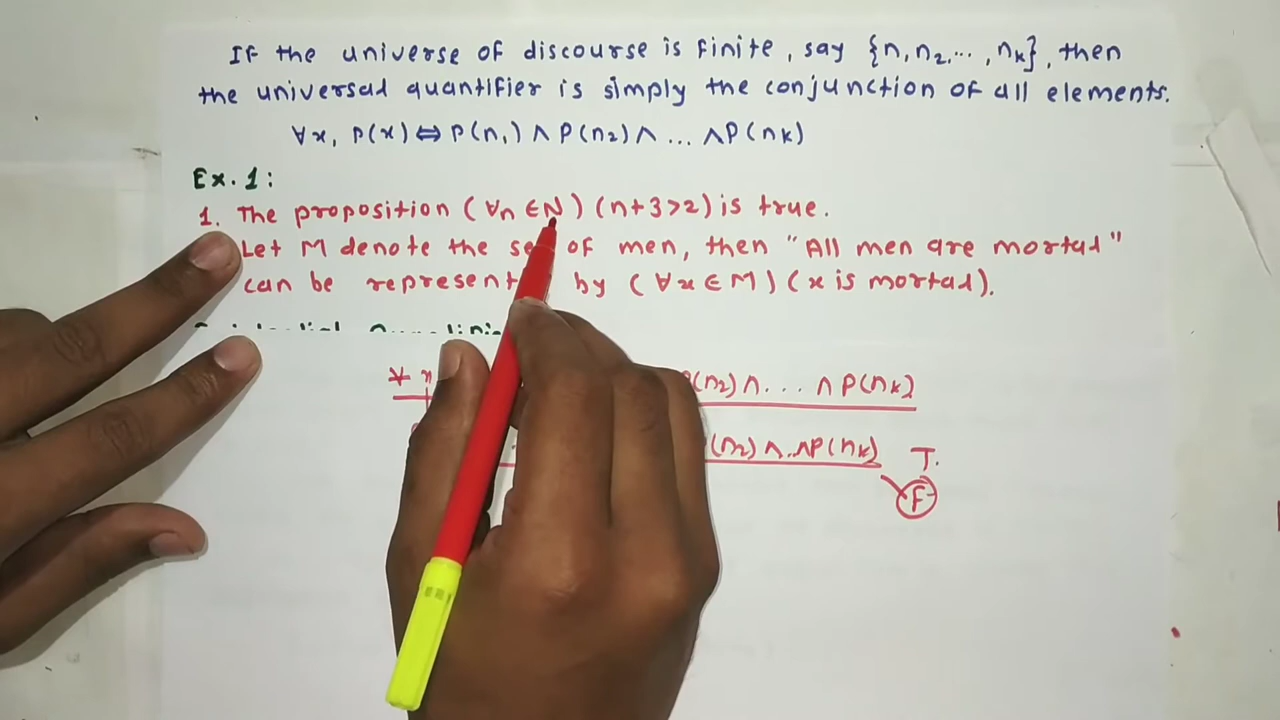 If the universe of discourse is finite, say {n, n2, ..., nk}, then
the universal quantifier is simply the conjunction of all elements.
∀x, P(x) ⇔ P(n1) ∧ P(n2) ∧ ... ∧ P(nk)
Ex. 1:
1. The proposition (∀n ∈ N) (n+3>2) is true.
Let M denote the of men, then "All men are mortal"
can be by (∀x ∈ M) (x is mortal).
(n2) ∧ ... ∧ P(nk)
(n2) ∧ .. ∧ P(nk) T.
F